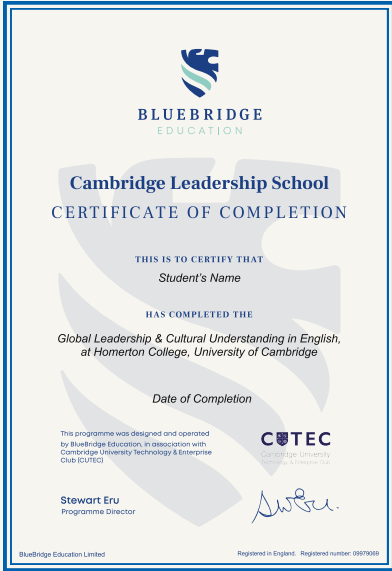 BLUEBRIDGE
EDUCATION
Cambridge Leadership School
CERTIFICATE OF COMPLETION
THIS IS TO CERTIFY THAT
Student's Name
HAS COMPLETED THE
Global Leadership & Cultural Understanding in English,
at Homerton College, University of Cambridge
Date of Completion
This programme was designed and operated
by BlueBridge Education, in association with
Cambridge University Technology & Enterprise
Club (CUTEC)
CUTEC
Cambridge University
Technology & Enterprise Club
Stewart Eru
Programme Director
BlueBridge Education Limited
Registered in England. Registered number: 09979069